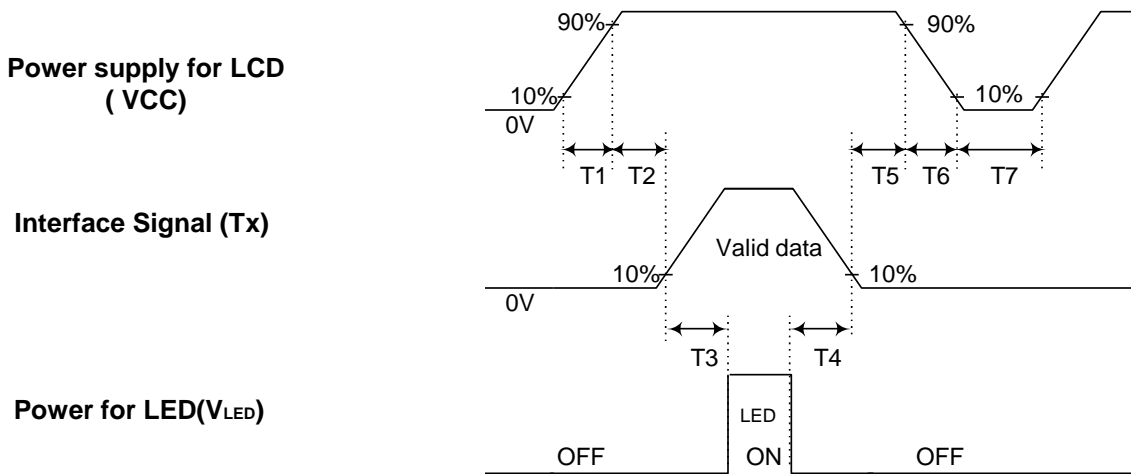 Power supply for LCD
( VCC)
90%
10%
0V
90%
10%
T1
T2
T5
T6
T7
Interface Signal (Tx)
Valid data
10%
10%
0V
T3
T4
Power for LED(VLED)
LED
OFF
ON
OFF